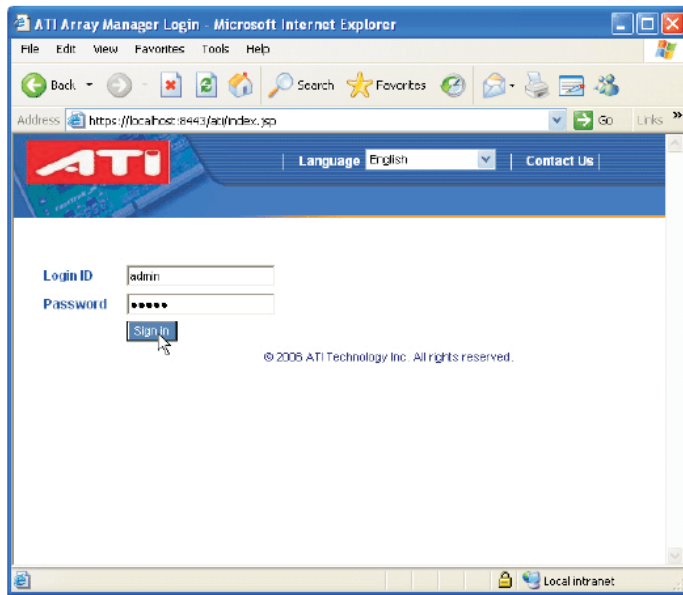 ATI Array Manager Login - Microsoft Internet Explorer
File Edit View Favorites Tools Help
Back Search Favorites
Address https://localhost:8443/ati/index.jsp Go Links »
ATI Language English Contact Us
Login ID admin
Password •••••
Sign in
© 2006 ATI Technology Inc. All rights reserved.
Local intranet